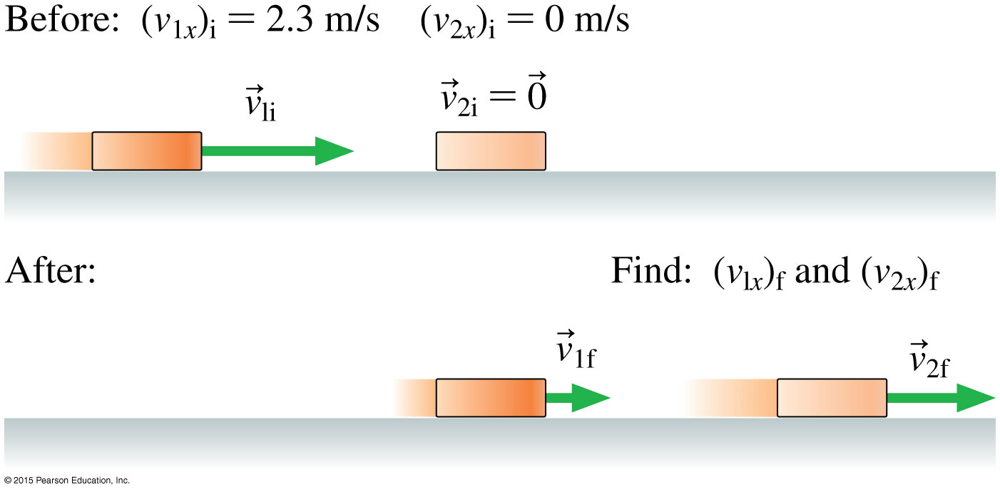 Before: (v1x)i = 2.3 m/s (v2x)i = 0 m/s
v⃗1i
v⃗2i = 0⃗
After:
Find: (v1x)f and (v2x)f
v⃗1f
v⃗2f
© 2015 Pearson Education, Inc.